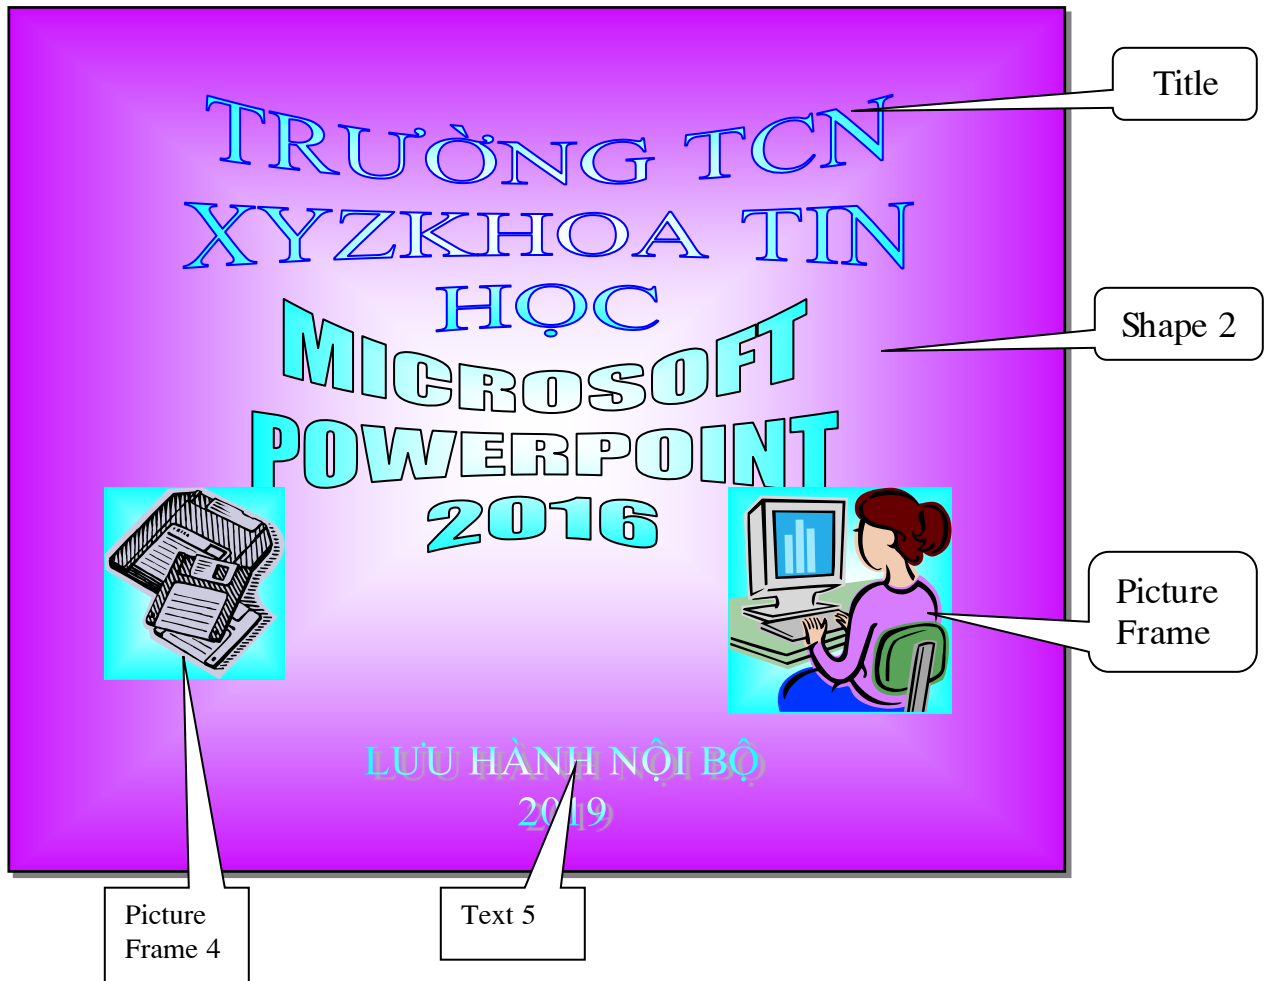 TRƯỜNG TCN
XYZKHOA TIN
HỌC
MICROSOFT
POWERPOINT
2016
LƯU HÀNH NỘI BỘ
2019
Title
Shape 2
Picture
Frame
Picture
Frame 4
Text 5